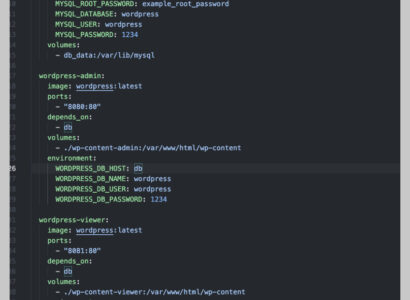 MYSQL_ROOT_PASSWORD: example_root_password
MYSQL_DATABASE: wordpress
MYSQL_USER: wordpress
MYSQL_PASSWORD: 1234
volumes:
- db_data:/var/lib/mysql
wordpress-admin:
image: wordpress:latest
ports:
- "8080:80"
depends_on:
- db
volumes:
- ./wp-content-admin:/var/www/html/wp-content
environment:
26 WORDPRESS_DB_HOST: db
WORDPRESS_DB_NAME: wordpress
WORDPRESS_DB_USER: wordpress
WORDPRESS_DB_PASSWORD: 1234
wordpress-viewer:
image: wordpress:latest
ports:
- "8081:80"
depends_on:
- db
volumes:
- ./wp-content-viewer:/var/www/html/wp-content